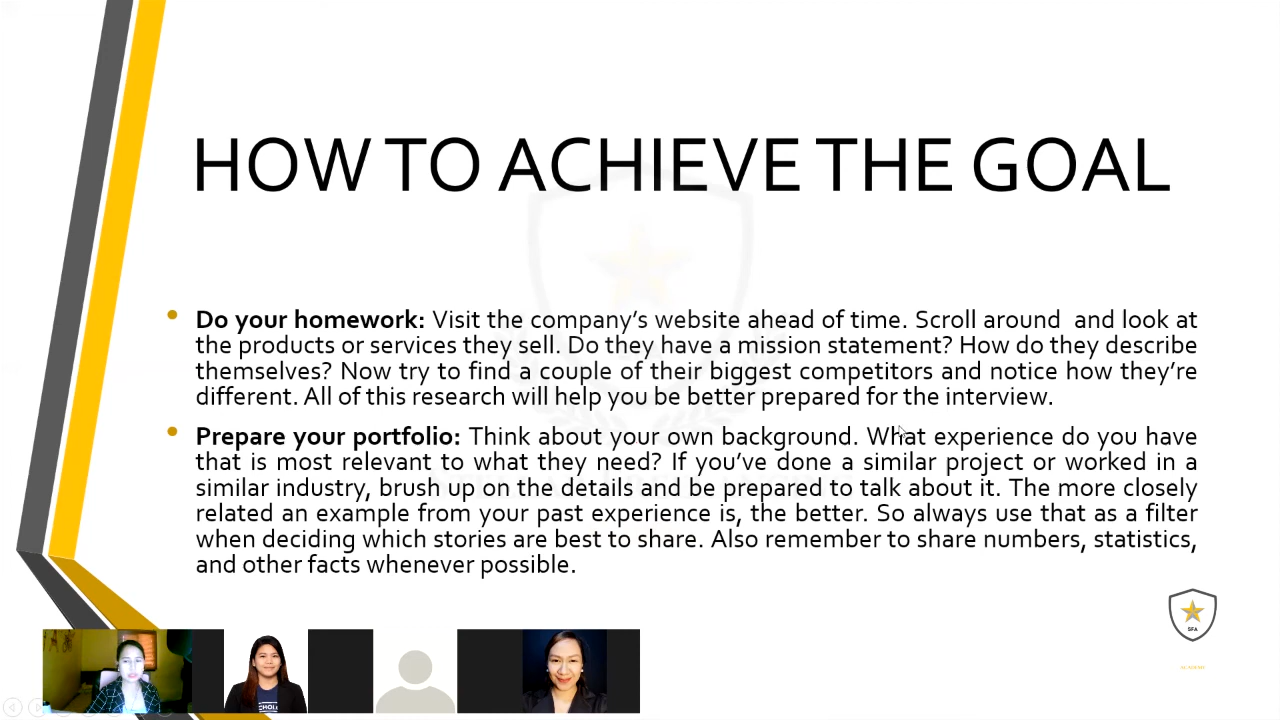 HOW TO ACHIEVE THE GOAL
• Do your homework: Visit the company's website ahead of time. Scroll around  and look at
the products or services they sell. Do they have a mission statement? How do they describe
themselves? Now try to find a couple of their biggest competitors and notice how they're
different. All of this research will help you be better prepared for the interview.
• Prepare your portfolio: Think about your own background. What experience do you have
that is most relevant to what they need? If you've done a similar project or worked in a
similar industry, brush up on the details and be prepared to talk about it. The more closely
related an example from your past experience is, the better. So always use that as a filter
when deciding which stories are best to share. Also remember to share numbers, statistics,
and other facts whenever possible.
SFA